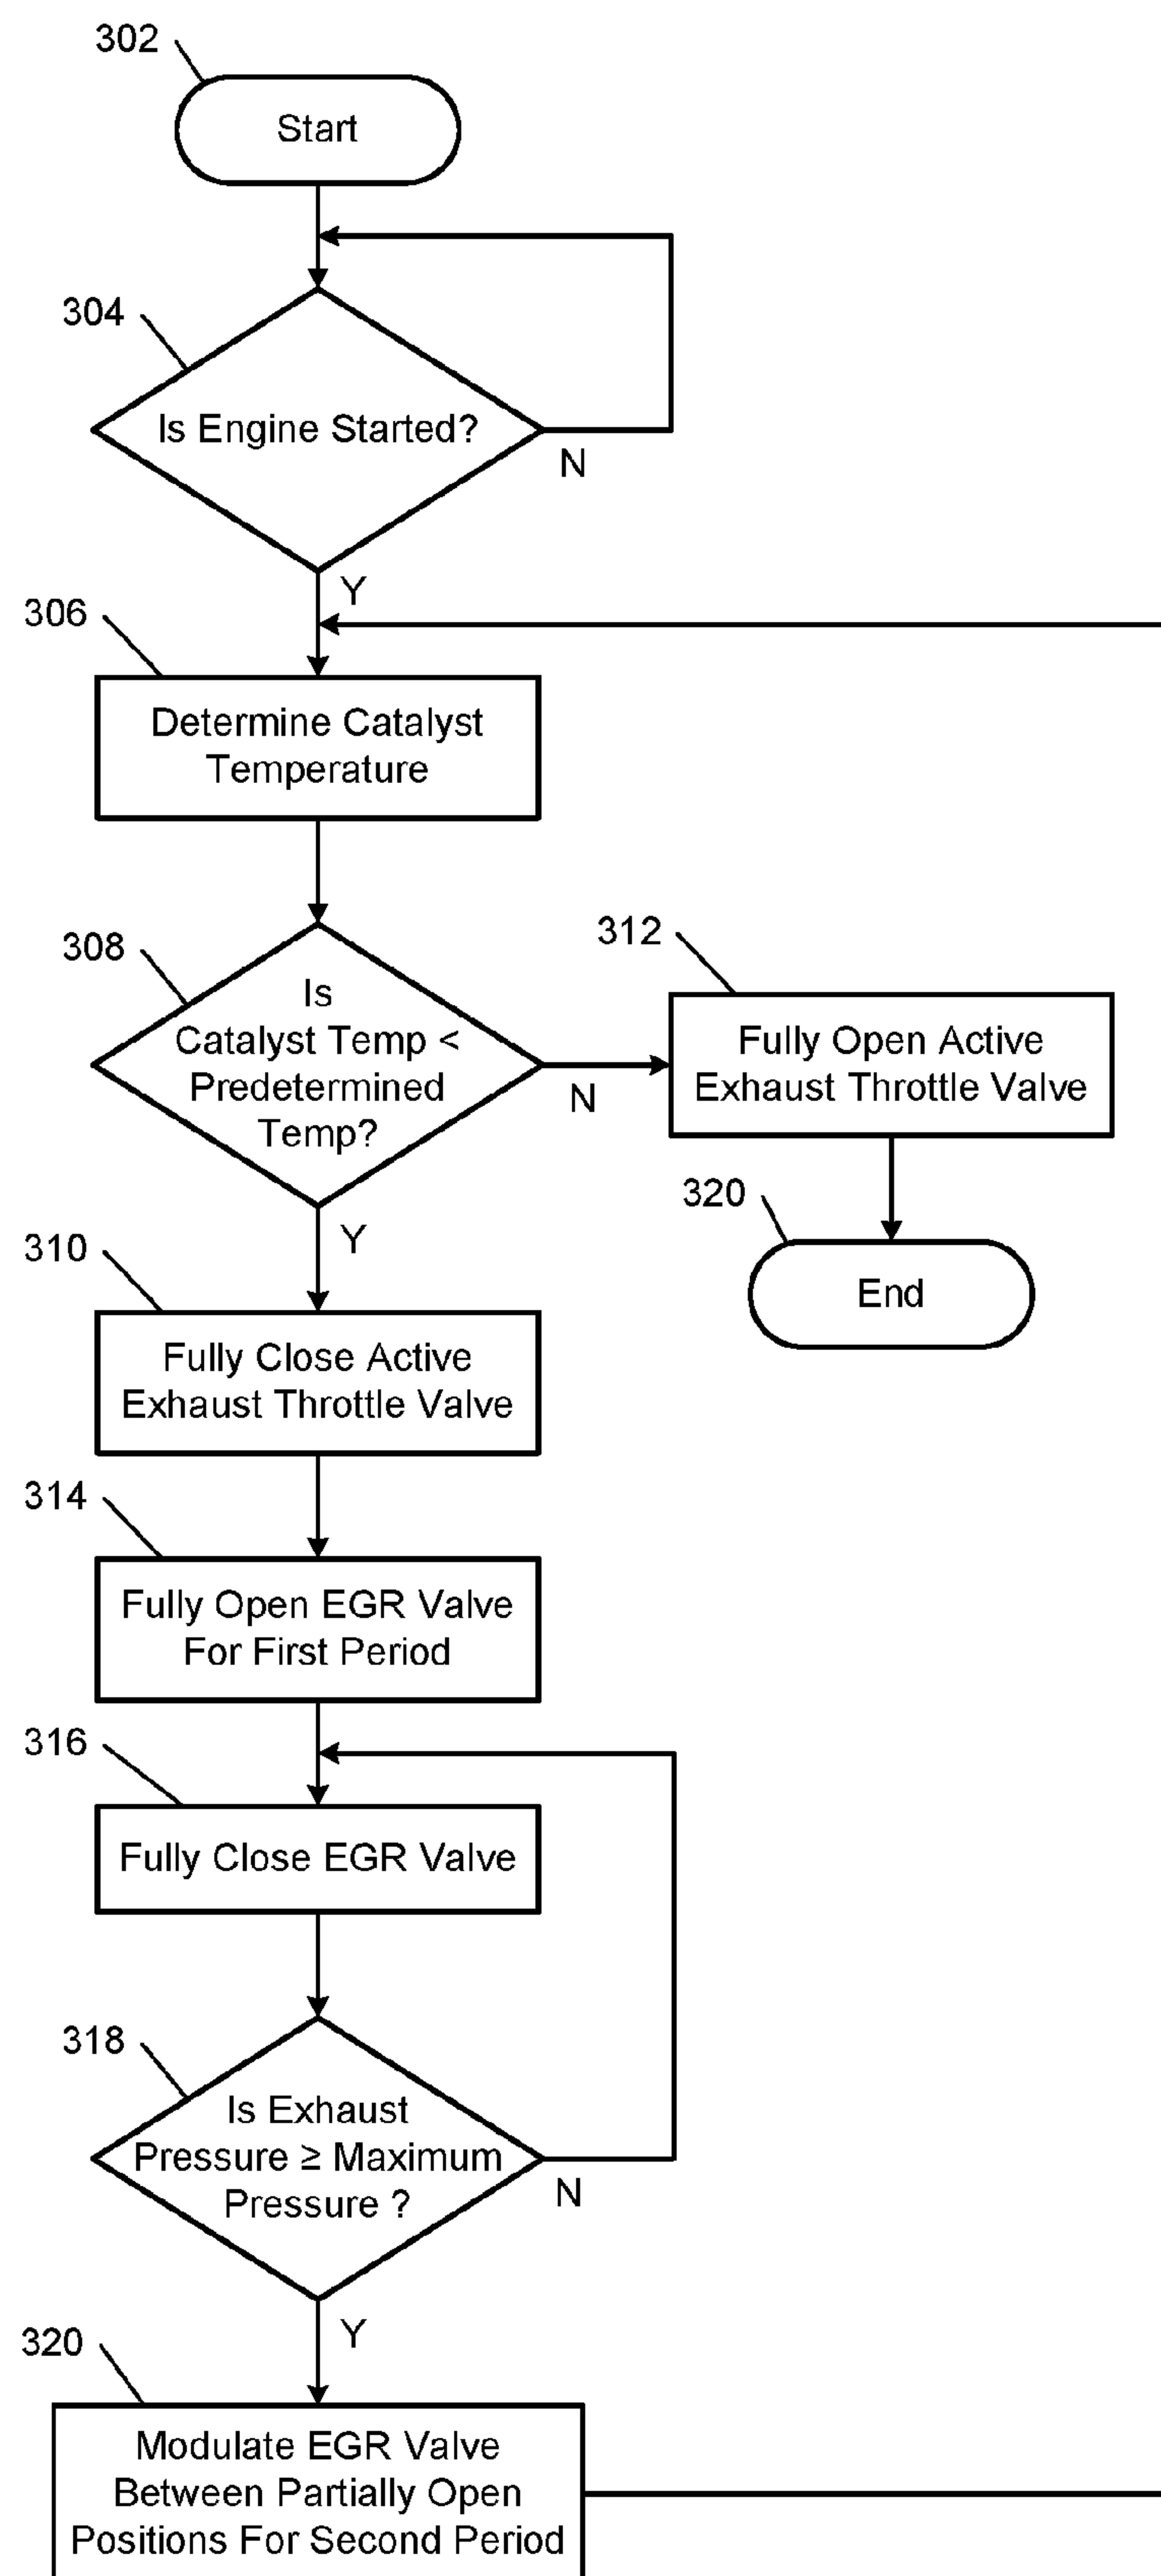 302
Start
304
Is Engine Started?
N
Y
306
Determine Catalyst
Temperature
308
Is
Catalyst Temp <
Predetermined
Temp?
N
312
Fully Open Active
Exhaust Throttle Valve
320
End
Y
310
Fully Close Active
Exhaust Throttle Valve
314
Fully Open EGR Valve
For First Period
316
Fully Close EGR Valve
318
Is Exhaust
Pressure ≥ Maximum
Pressure ?
N
Y
320
Modulate EGR Valve
Between Partially Open
Positions For Second Period